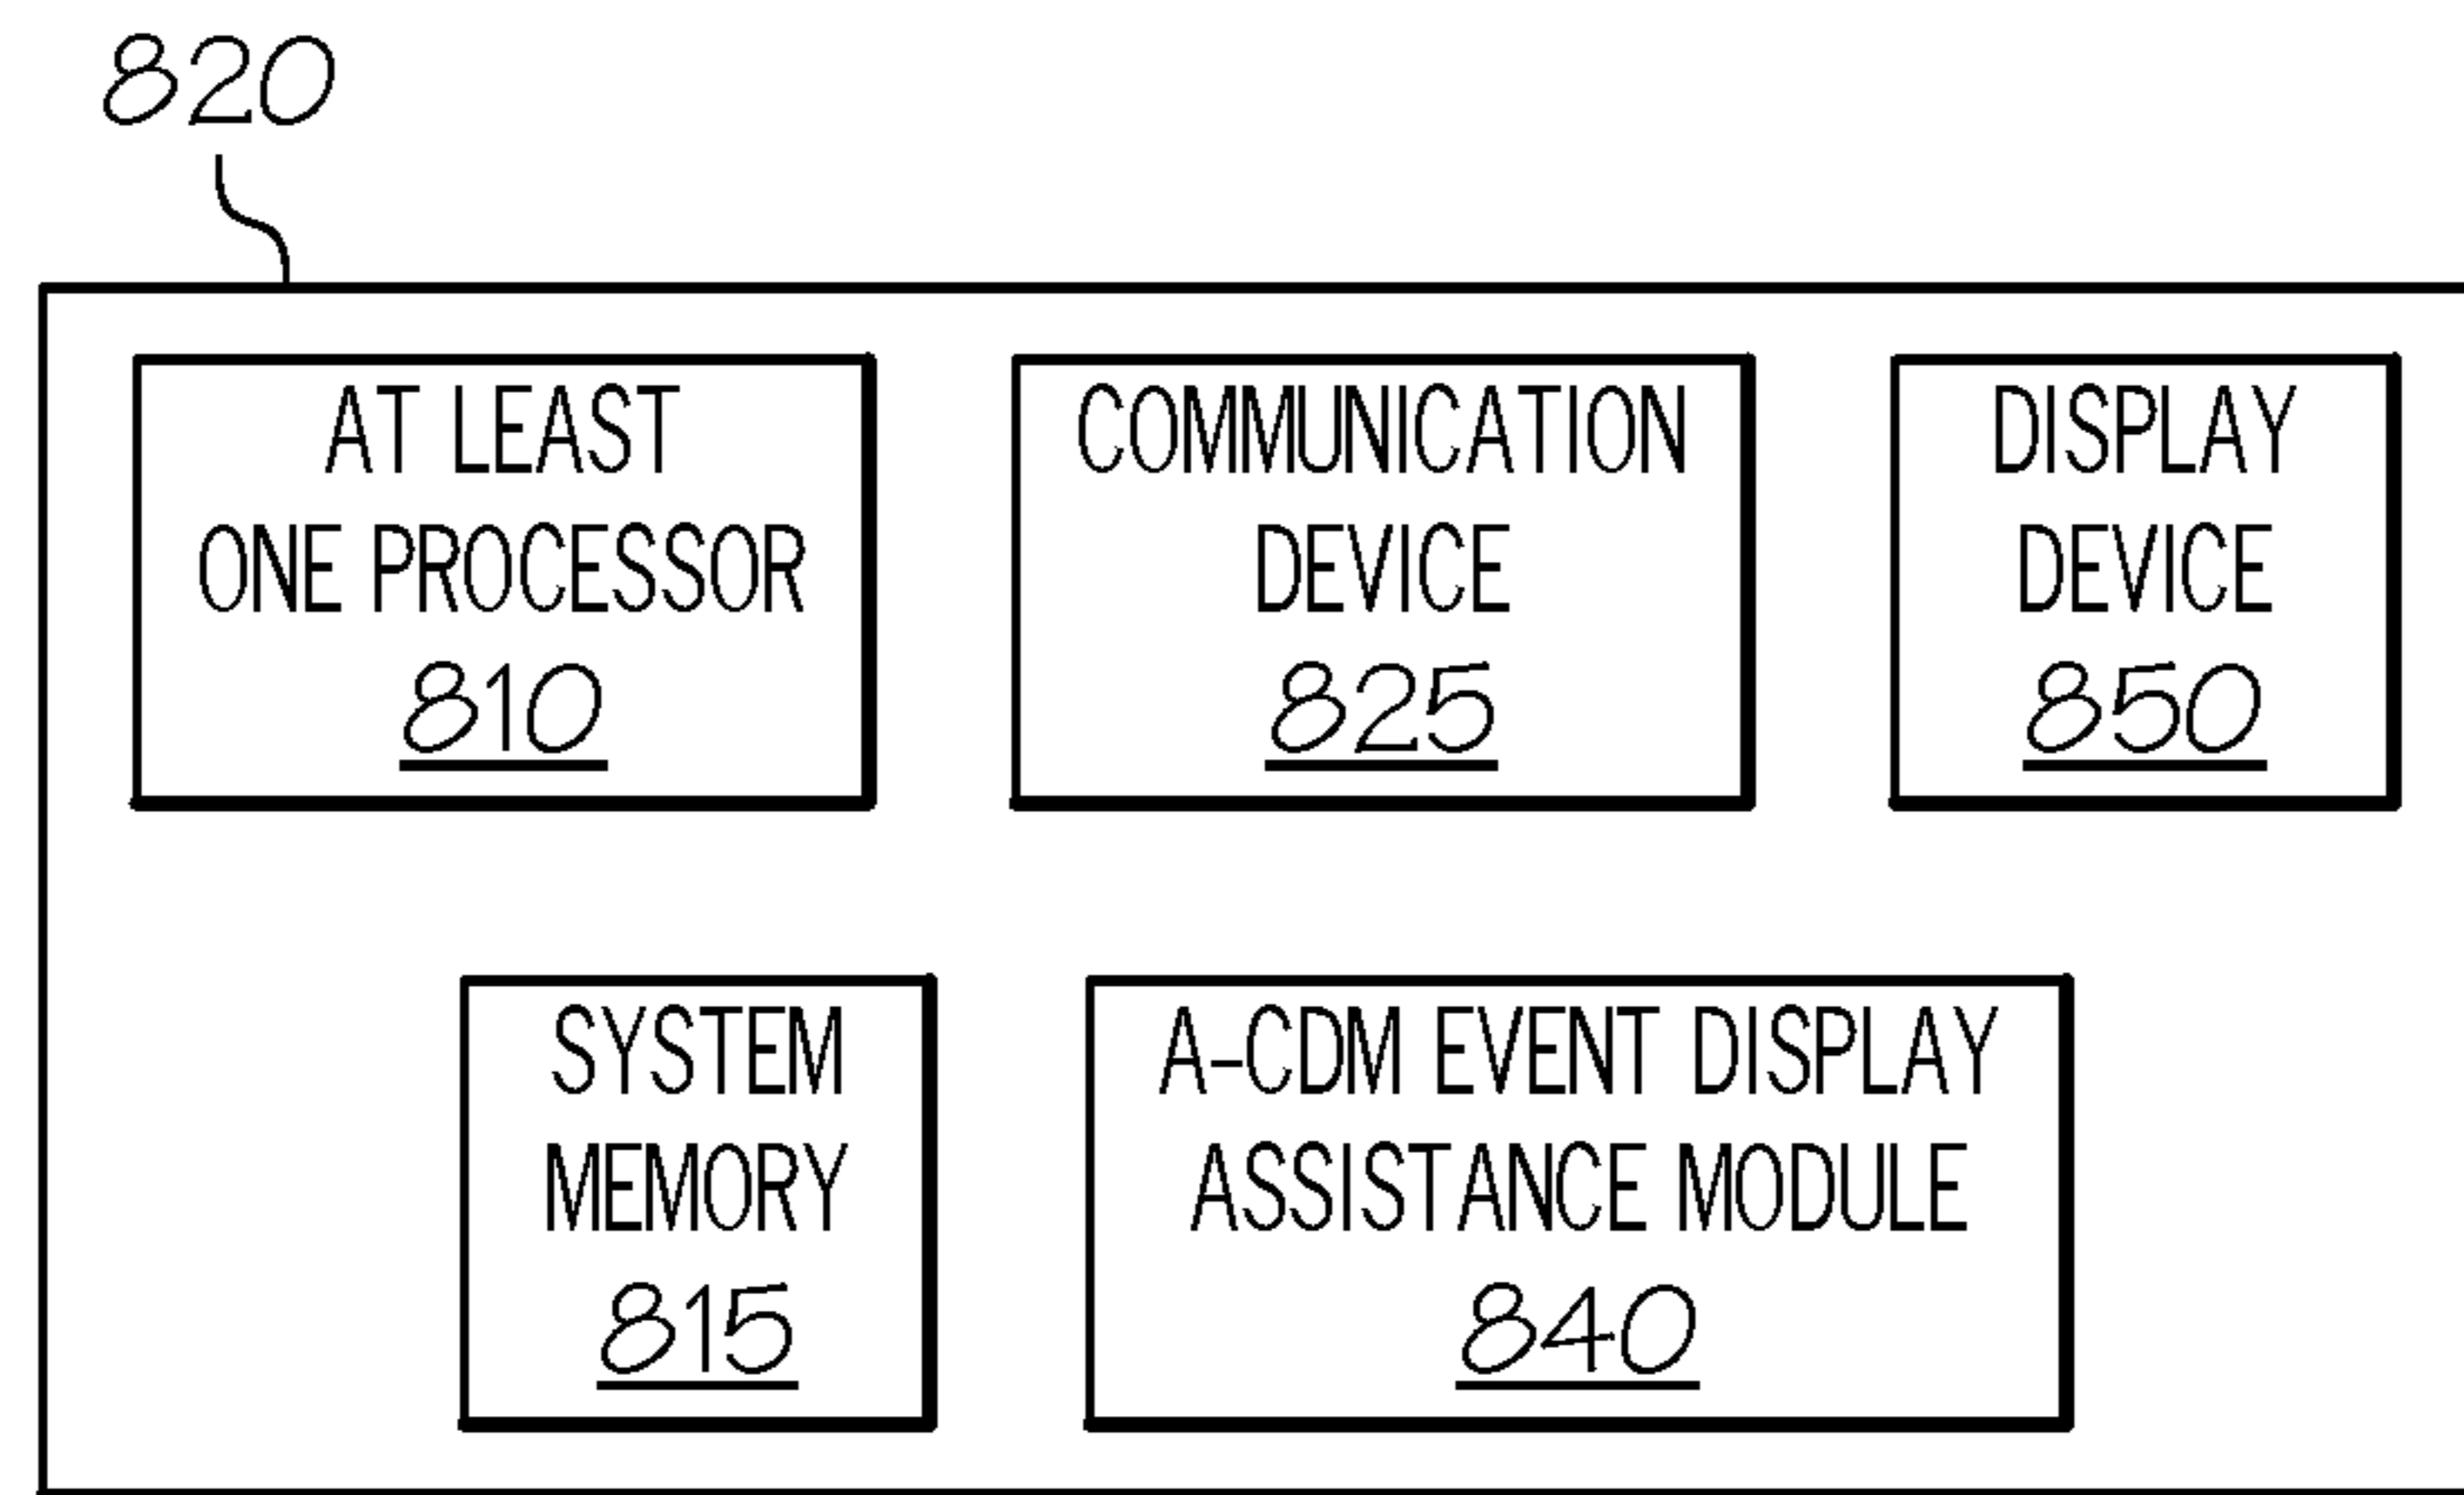 820
AT LEAST
ONE PROCESSOR
810
COMMUNICATION
DEVICE
825
DISPLAY
DEVICE
850
SYSTEM
MEMORY
815
A-CDM EVENT DISPLAY
ASSISTANCE MODULE
840